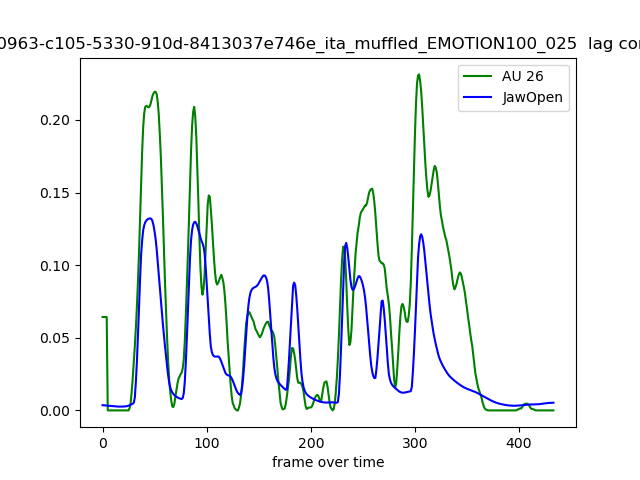 0963-c105-5330-910d-8413037e746e_ita_muffled_EMOTION100_025  lag cor
AU 26
JawOpen
0.20
0.15
0.10
0.05
0.00
0 100 200 300 400
frame over time